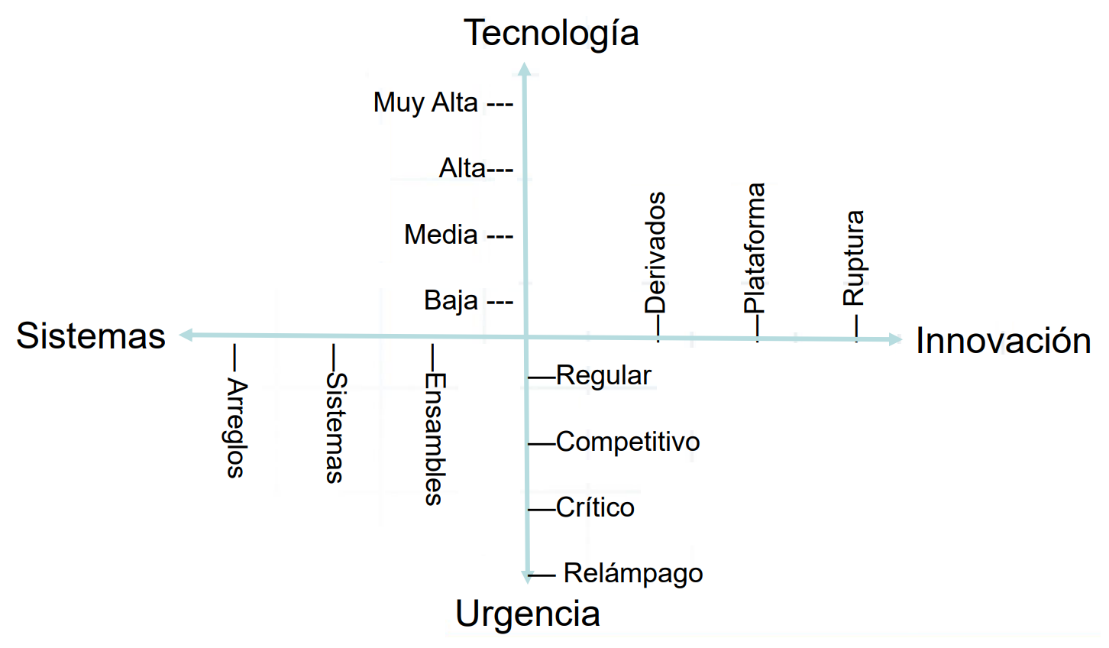 Tecnología
Muy Alta ---
Alta---
Media ---
Baja ---
Derivados
Plataforma
Ruptura
Sistemas
Innovación
Arreglos
Sistemas
Ensambles
Regular
Competitivo
Crítico
Relámpago
Urgencia